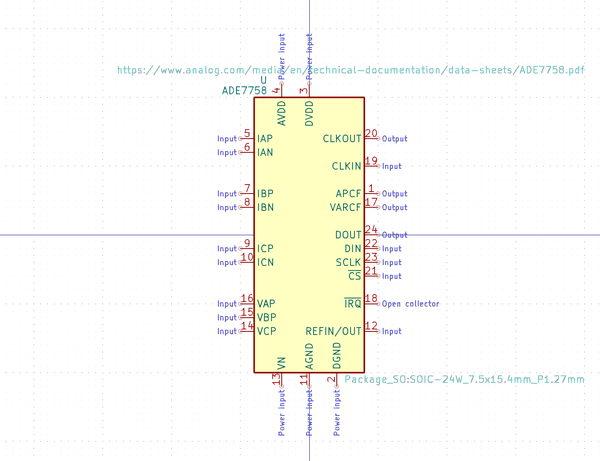 Power input
Power input
https://www.analog.com/media/en/technical-documentation/data-sheets/ADE7758.pdf
U
ADE7758
4
3
AVDD
DVDD
Input 5 IAP CLKOUT 20 Output
Input 6 IAN
CLKIN 19 Input
Input 7 IBP APCF 1 Output
Input 8 IBN VARCF 17 Output
DOUT 24 Output
Input 9 ICP DIN 22 Input
Input 10 ICN SCLK 23 Input
CS 21 Input
Input 16 VAP IRQ 18 Open collector
Input 15 VBP
Input 14 VCP REFIN/OUT 12 Input
VN
AGND
DGND
13
11
2
Package_SO:SOIC-24W_7.5x15.4mm_P1.27mm
Power input
Power input
Power input